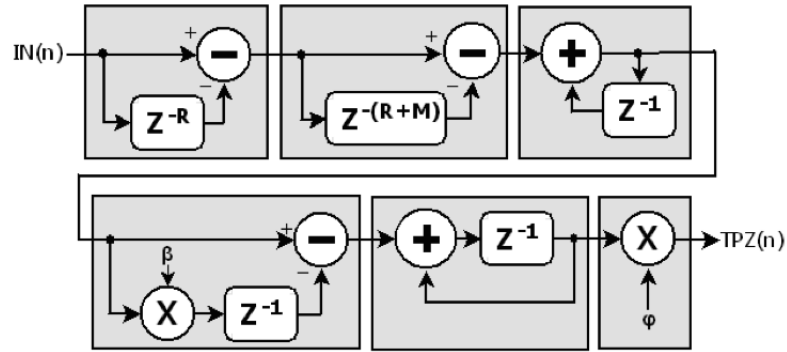 IN(n)
+
−
−
Z⁻ᴿ
+
−
−
Z⁻⁽ᴿ⁺ᴹ⁾
+
Z⁻¹
+
−
−
β
X
Z⁻¹
+
Z⁻¹
X
TPZ(n)
φ